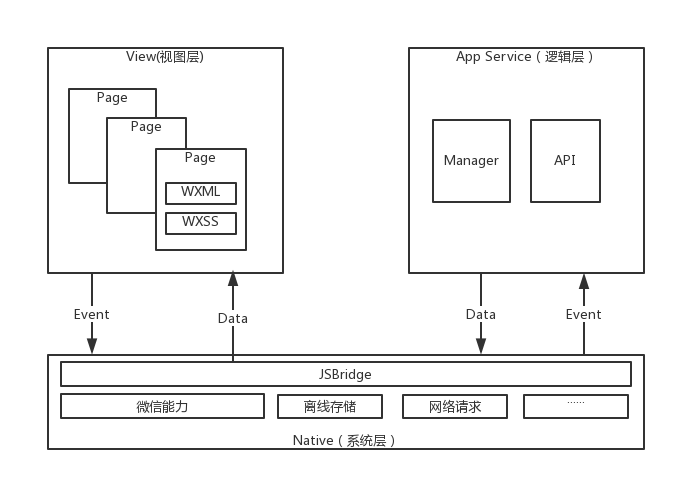 View(视图层)
Page
Page
Page
WXML
WXSS
App Service（逻辑层）
Manager
API
Event
Data
Data
Event
JSBridge
微信能力
离线存储
网络请求
......
Native（系统层）